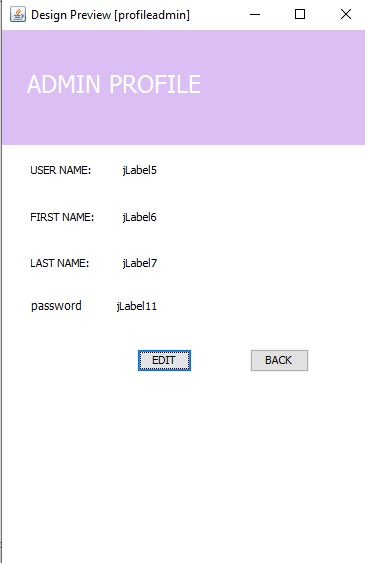 Design Preview [profileadmin]
ADMIN PROFILE
USER NAME: jLabel5
FIRST NAME: jLabel6
LAST NAME: jLabel7
password jLabel11
EDIT BACK